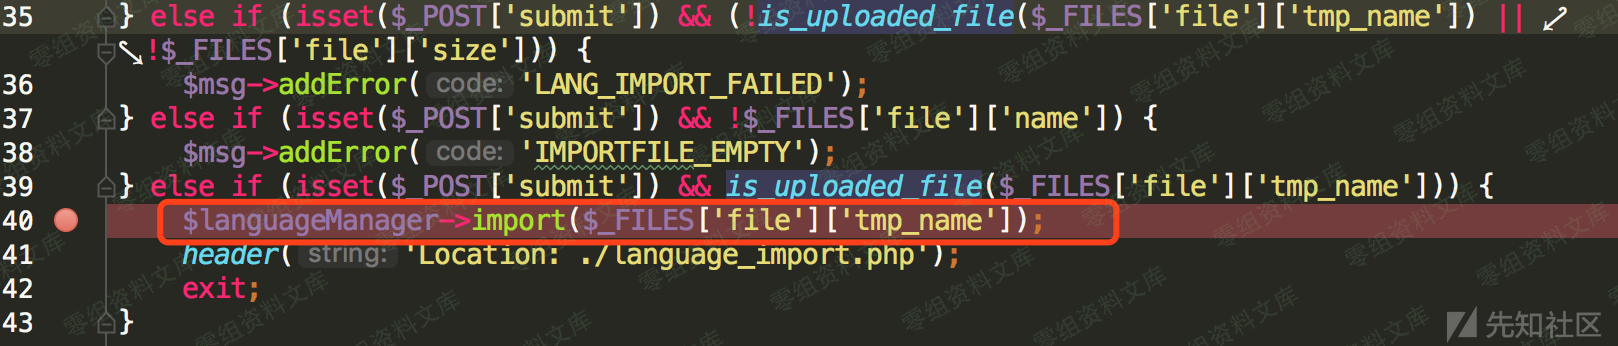 35 } else if (isset($_POST['submit']) && (!is_uploaded_file($_FILES['file']['tmp_name']) ||
!$_FILES['file']['size'])) {
36 $msg->addError( code: 'LANG_IMPORT_FAILED');
37 } else if (isset($_POST['submit']) && !$_FILES['file']['name']) {
38 $msg->addError( code: 'IMPORTFILE_EMPTY');
39 } else if (isset($_POST['submit']) && is_uploaded_file($_FILES['file']['tmp_name'])) {
40 $languageManager->import($_FILES['file']['tmp_name']);
41 header( string: 'Location: ./language_import.php');
42 exit;
43 }
零组资料文库
先知社区